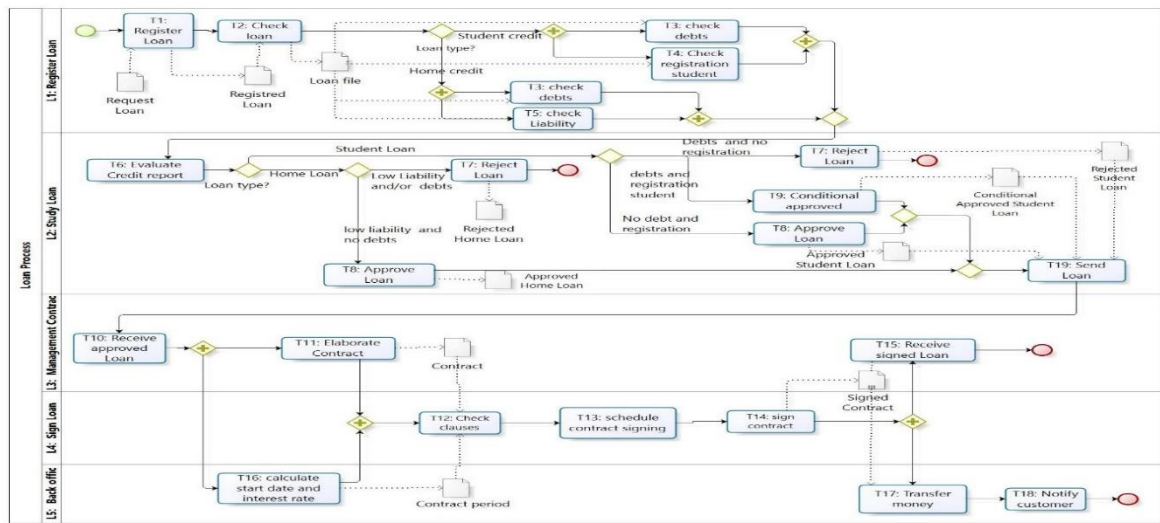 Loan Process
L1: Register Loan
T1:
Register
Loan
T2: Check
loan
Student credit
Loan type?
T3: check
debts
T4: Check
registration
student
Loan file
Home credit
Request
Loan
Registred
Loan
T3: check
debts
T5: check
Liability
L2: Study Loan
T6: Evaluate
Credit report
Student Loan
Loan type?
Home Loan
Low Liability
and/or debts
T7: Reject
Loan
Debts and no
registration
T7: Reject
Loan
Rejected
Student
Loan
debts and
registration
student
T9: Conditional
approved
Conditional
Approved Student
Loan
Rejected
Home Loan
No debt and
registration
T8: Approve
Loan
low liability and
no debts
Approved
Student Loan
T8: Approve
Loan
Approved
Home Loan
T19: Send
Loan
L3: Management Contrac
T10: Receive
approved
Loan
T11: Elaborate
Contract
Contract
T15: Receive
signed Loan
Signed
Contract
L4: Sign Loan
T12: Check
clauses
T13: schedule
contract signing
T14: sign
contract
L5: Back offic
T16: calculate
start date and
interest rate
Contract period
T17: Transfer
money
T18: Notify
customer